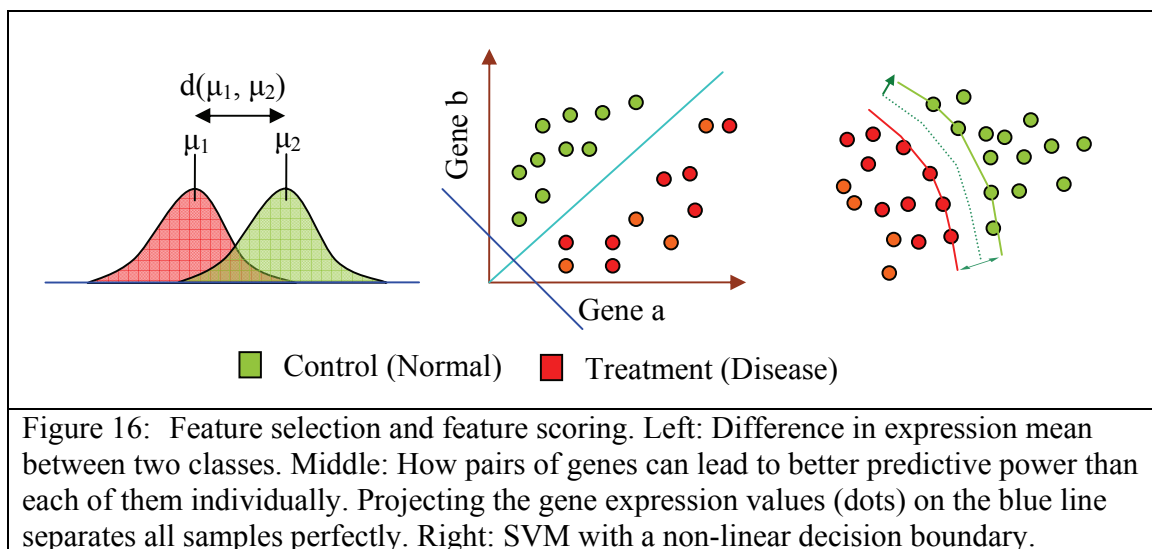 d(μ₁, μ₂)
μ₁
μ₂
Gene b
Gene a
Control (Normal)
Treatment (Disease)
Figure 16: Feature selection and feature scoring. Left: Difference in expression mean
between two classes. Middle: How pairs of genes can lead to better predictive power than
each of them individually. Projecting the gene expression values (dots) on the blue line
separates all samples perfectly. Right: SVM with a non-linear decision boundary.